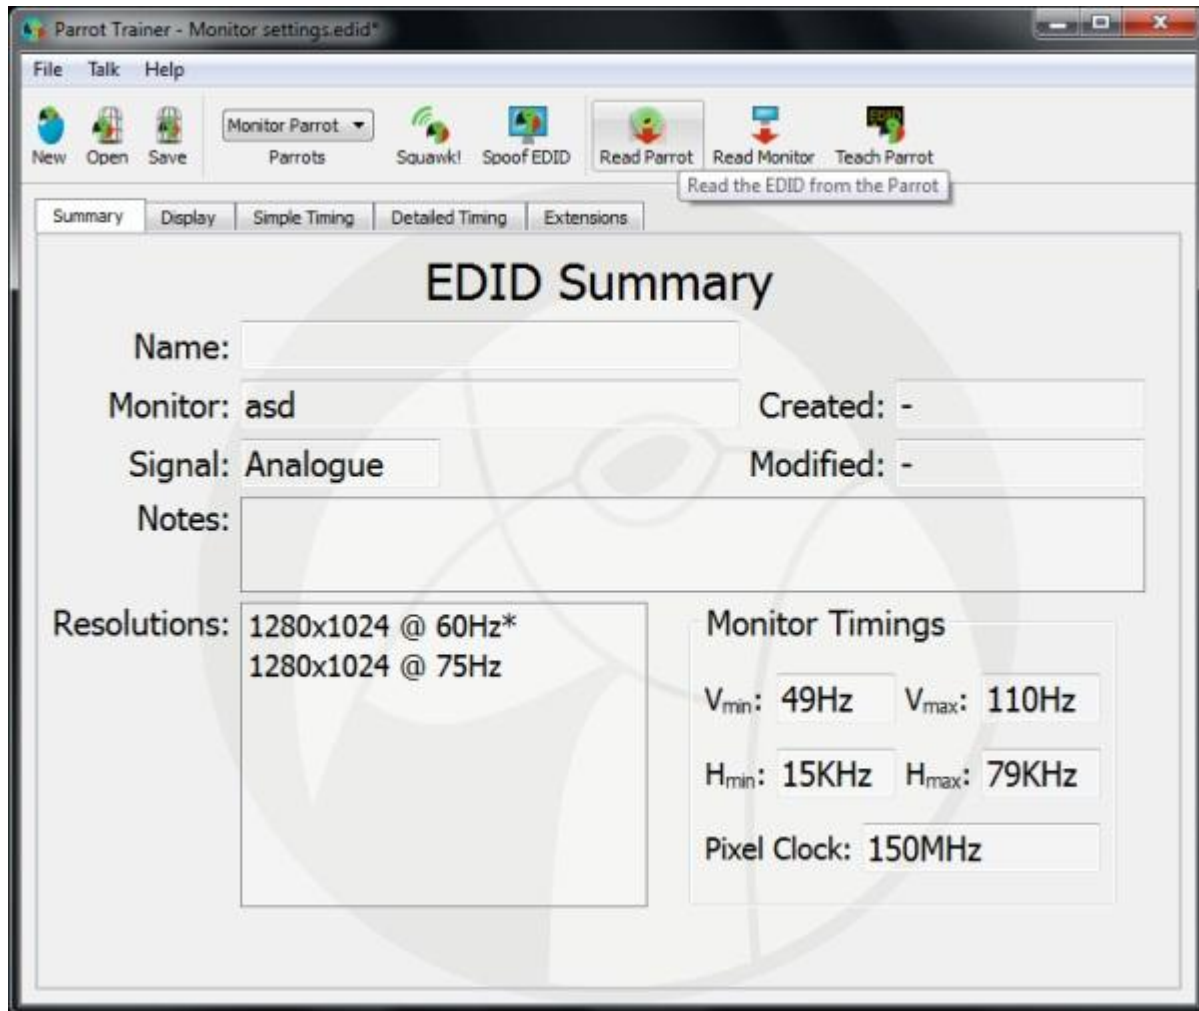 Parrot Trainer - Monitor settings.edid*
File Talk Help
New Open Save Monitor Parrot Parrots Squawk! Spoof EDID Read Parrot Read Monitor Teach Parrot
Read the EDID from the Parrot
Summary Display Simple Timing Detailed Timing Extensions
EDID Summary
Name:
Monitor: asd Created: -
Signal: Analogue Modified: -
Notes:
Resolutions: 1280x1024 @ 60Hz*
1280x1024 @ 75Hz
Monitor Timings
Vmin: 49Hz Vmax: 110Hz
Hmin: 15KHz Hmax: 79KHz
Pixel Clock: 150MHz